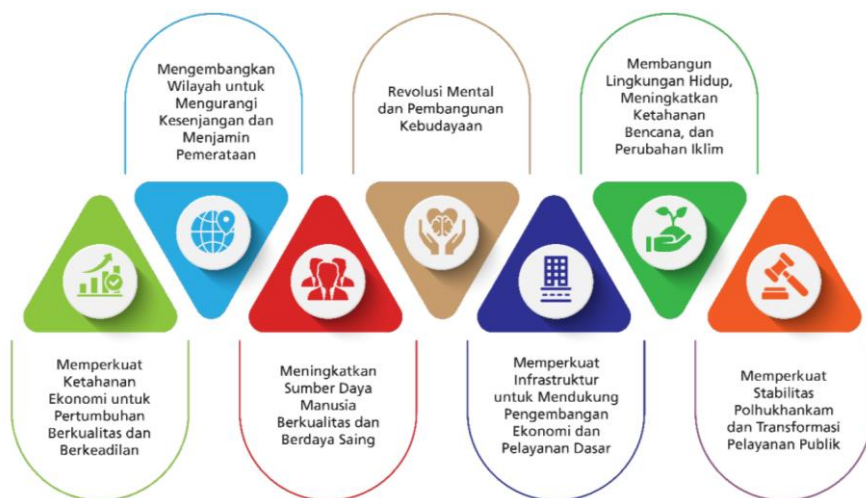 Mengembangkan
Wilayah untuk
Mengurangi
Kesenjangan dan
Menjamin
Pemerataan
Revolusi Mental
dan Pembangunan
Kebudayaan
Membangun
Lingkungan Hidup,
Meningkatkan
Ketahanan
Bencana, dan
Perubahan Iklim
Memperkuat
Ketahanan
Ekonomi untuk
Pertumbuhan
Berkualitas dan
Berkeadilan
Meningkatkan
Sumber Daya
Manusia
Berkualitas dan
Berdaya Saing
Memperkuat
Infrastruktur
untuk Mendukung
Pengembangan
Ekonomi dan
Pelayanan Dasar
Memperkuat
Stabilitas
Polhukhankam
dan Transformasi
Pelayanan Publik